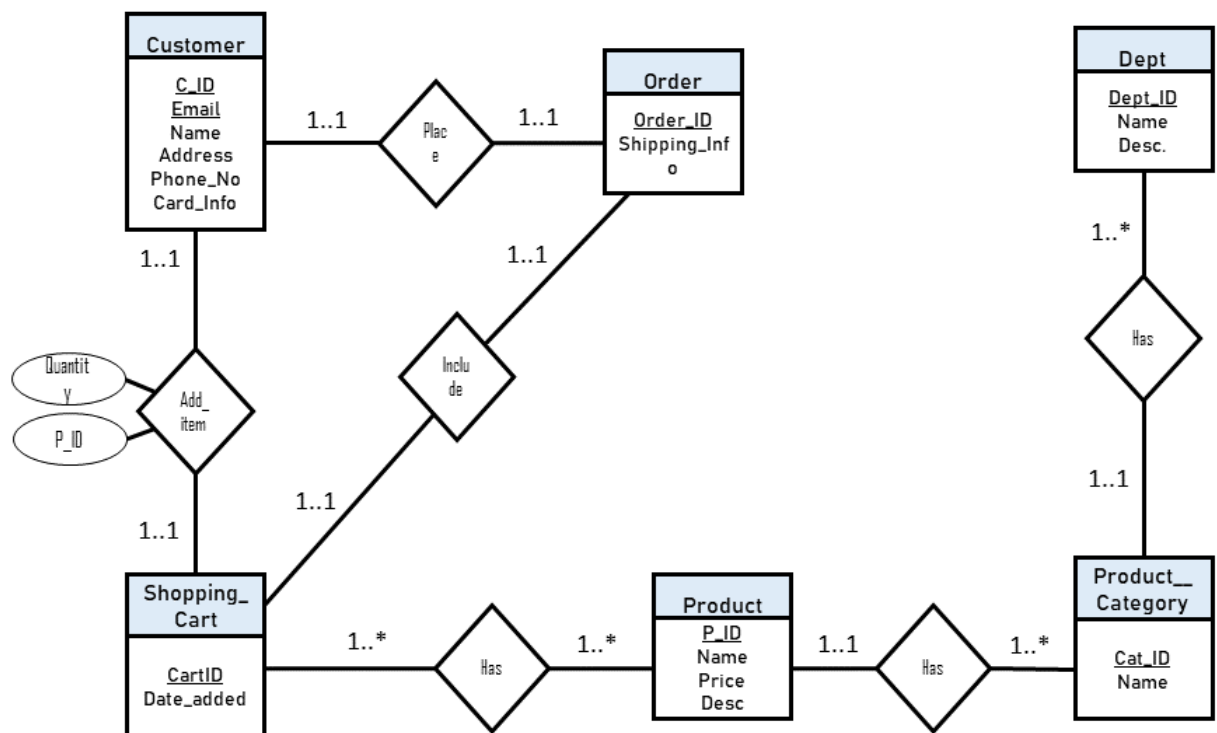 Customer
C_ID
Email
Name
Address
Phone_No
Card_Info
1..1
Plac
e
1..1
Order
Order_ID
Shipping_Inf
o
Dept
Dept_ID
Name
Desc.
1..1
1..1
1..*
Quantit
y
P_ID
Add_
item
Inclu
de
Has
1..1
1..1
1..1
Shopping_
Cart
CartID
Date_added
1..*
Has
1..*
Product
P_ID
Name
Price
Desc
1..1
Has
1..*
Product__
Category
Cat_ID
Name